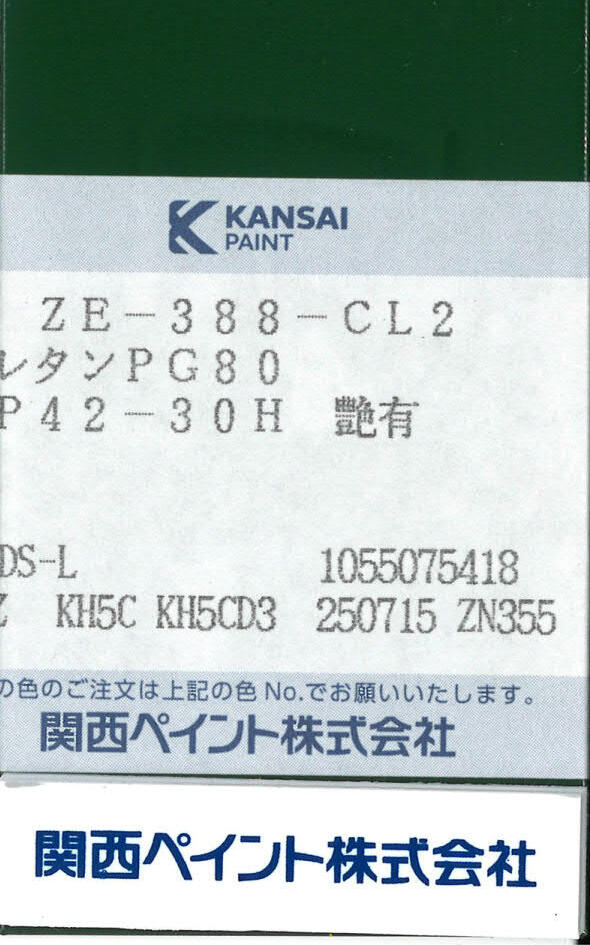 KANSAI
PAINT
ZE-388-CL2
レタンPG80
P42-30H 艶有
DS-L 1055075418
KH5C KH5CD3 250715 ZN355
の色のご注文は上記の色No.でお願いいたします。
関西ペイント株式会社
関西ペイント株式会社